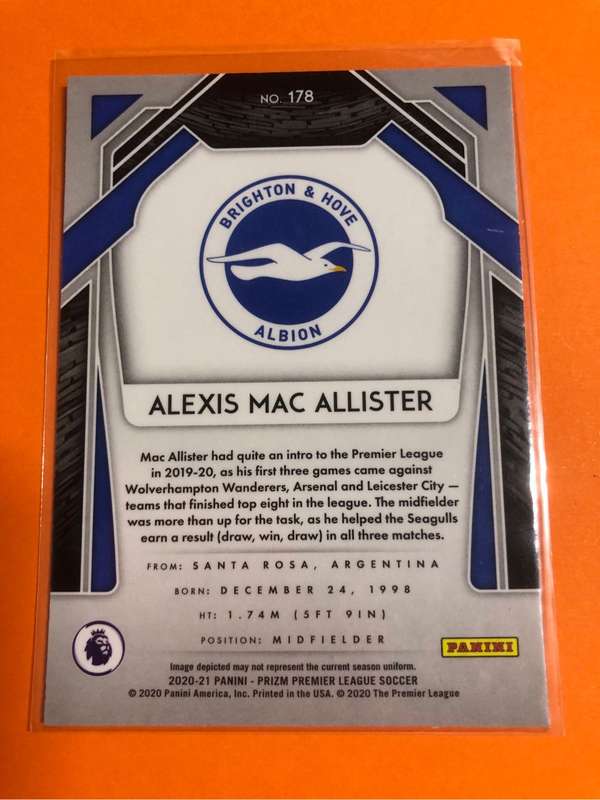 NO. 178
BRIGHTON & HOVE
ALBION
ALEXIS MAC ALLISTER
Mac Allister had quite an intro to the Premier League
in 2019-20, as his first three games came against
Wolverhampton Wanderers, Arsenal and Leicester City —
teams that finished top eight in the league. The midfielder
was more than up for the task, as he helped the Seagulls
earn a result (draw, win, draw) in all three matches.
FROM: SANTA ROSA, ARGENTINA
BORN: DECEMBER 24, 1998
HT: 1.74M (5FT 9IN)
POSITION: MIDFIELDER
PANINI
Image depicted may not represent the current season uniform.
2020-21 PANINI - PRIZM PREMIER LEAGUE SOCCER
© 2020 Panini America, Inc. Printed in the USA. © 2020 The Premier League